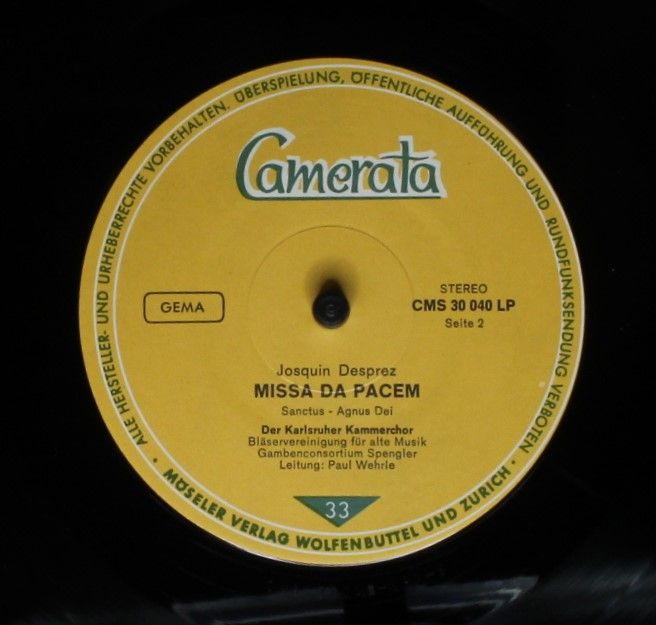 ALLE HERSTELLER- UND URHEBERRECHTE VORBEHALTEN. ÜBERSPIELUNG, ÖFFENTLICHE AUFFÜHRUNG UND RUNDFUNKSENDUNG VERBOTEN
Camerata
GEMA
STEREO
CMS 30 040 LP
Seite 2
Josquin Desprez
MISSA DA PACEM
Sanctus - Agnus Dei
Der Karlsruher Kammerchor
Bläservereinigung für alte Musik
Gambenconsortium Spengler
Leitung: Paul Wehrle
33
• MÖSELER VERLAG WOLFENBÜTTEL UND ZÜRICH •